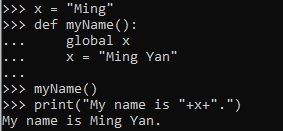 >>> x = "Ming"
>>> def myName():
...     global x
...     x = "Ming Yan"
...
>>> myName()
>>> print("My name is "+x+".")
My name is Ming Yan.